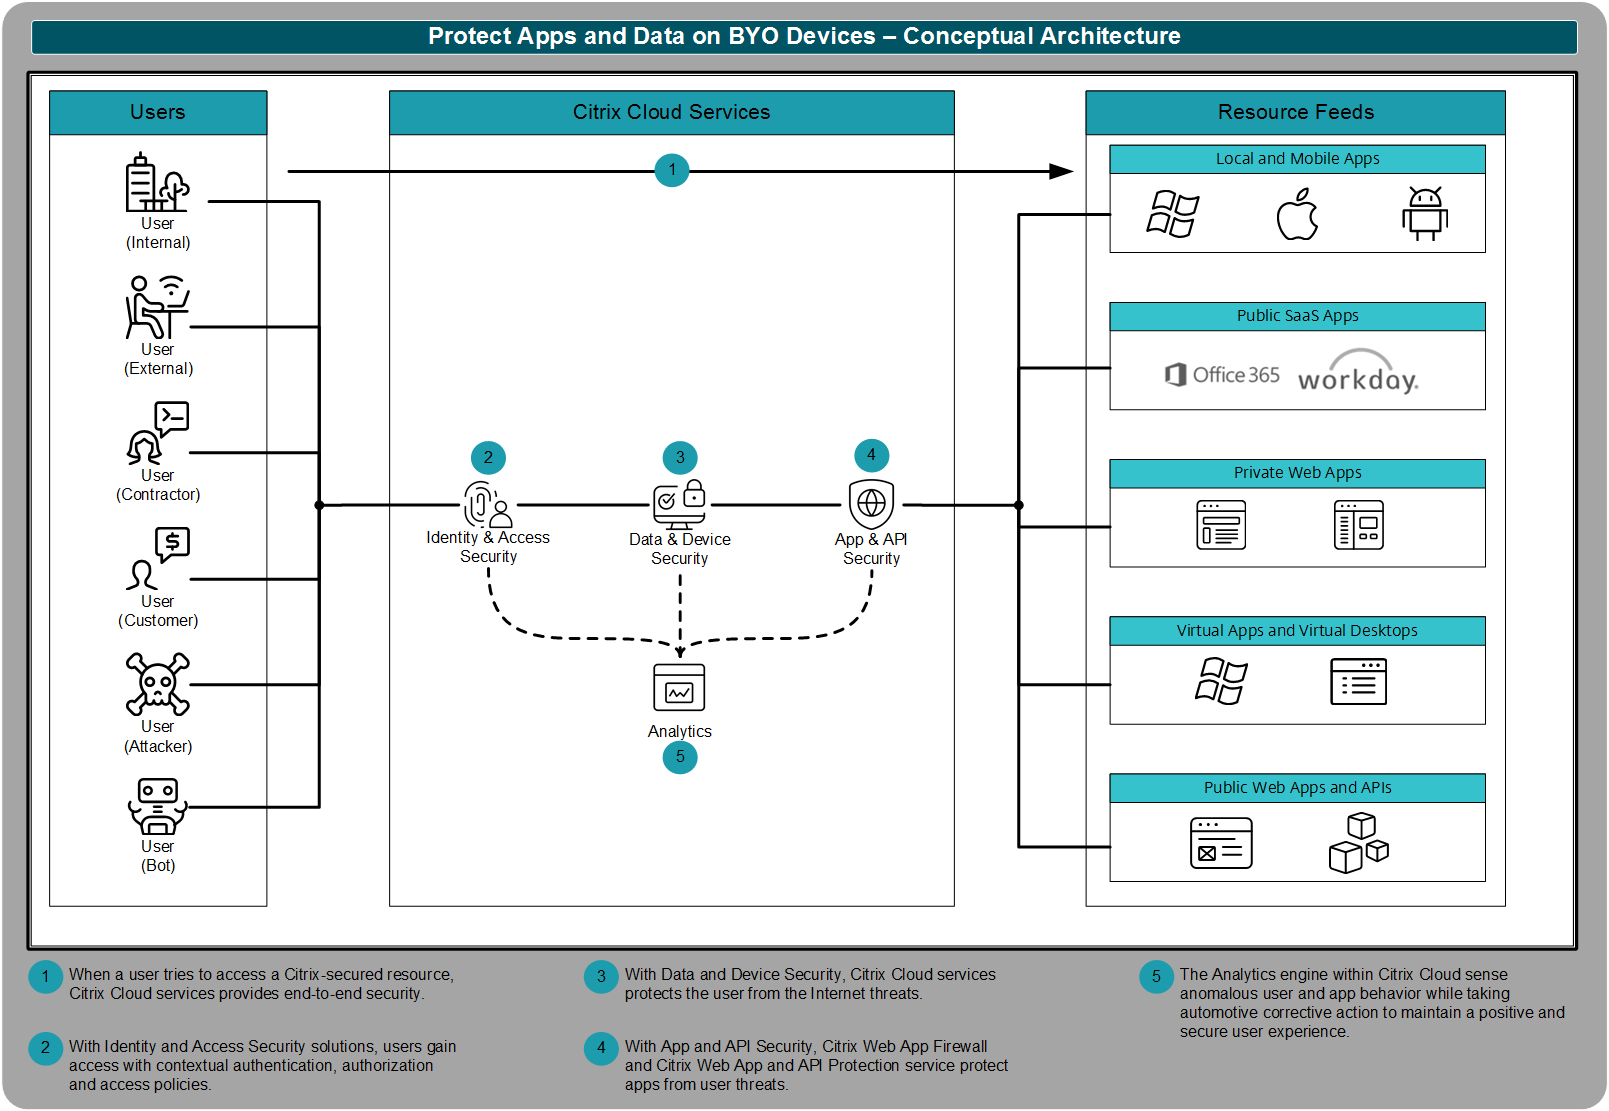 Protect Apps and Data on BYO Devices – Conceptual Architecture
Users
Citrix Cloud Services
Resource Feeds
1
User
(Internal)
User
(External)
User
(Contractor)
User
(Customer)
User
(Attacker)
User
(Bot)
2
Identity & Access
Security
3
Data & Device
Security
4
App & API
Security
Analytics
5
Local and Mobile Apps
Public SaaS Apps
Office 365
workday.
Private Web Apps
Virtual Apps and Virtual Desktops
Public Web Apps and APIs
1
When a user tries to access a Citrix-secured resource,
Citrix Cloud services provides end-to-end security.
2
With Identity and Access Security solutions, users gain
access with contextual authentication, authorization
and access policies.
3
With Data and Device Security, Citrix Cloud services
protects the user from the Internet threats.
4
With App and API Security, Citrix Web App Firewall
and Citrix Web App and API Protection service protect
apps from user threats.
5
The Analytics engine within Citrix Cloud sense
anomalous user and app behavior while taking
automotive corrective action to maintain a positive and
secure user experience.